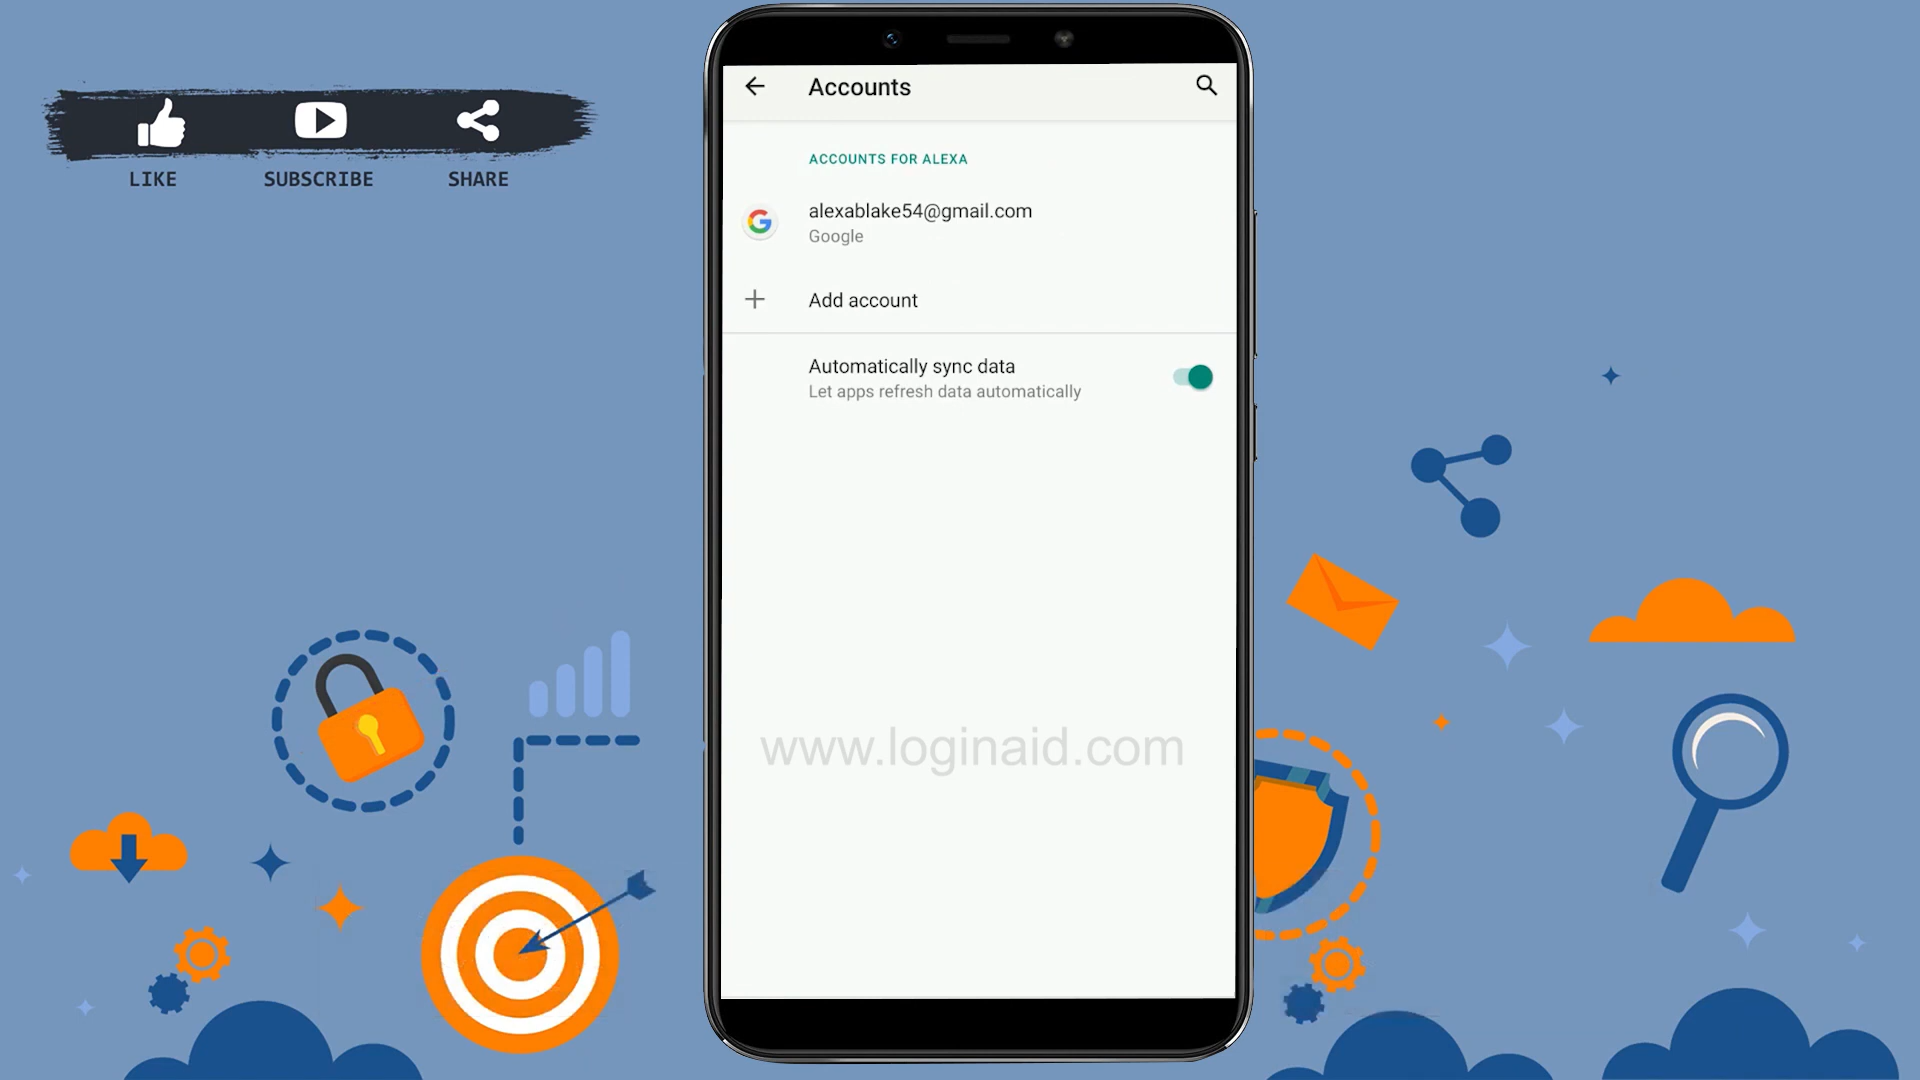 LIKE SUBSCRIBE SHARE
Accounts
ACCOUNTS FOR ALEXA
alexablake54@gmail.com
Google
Add account
Automatically sync data
Let apps refresh data automatically
www.loginaid.com